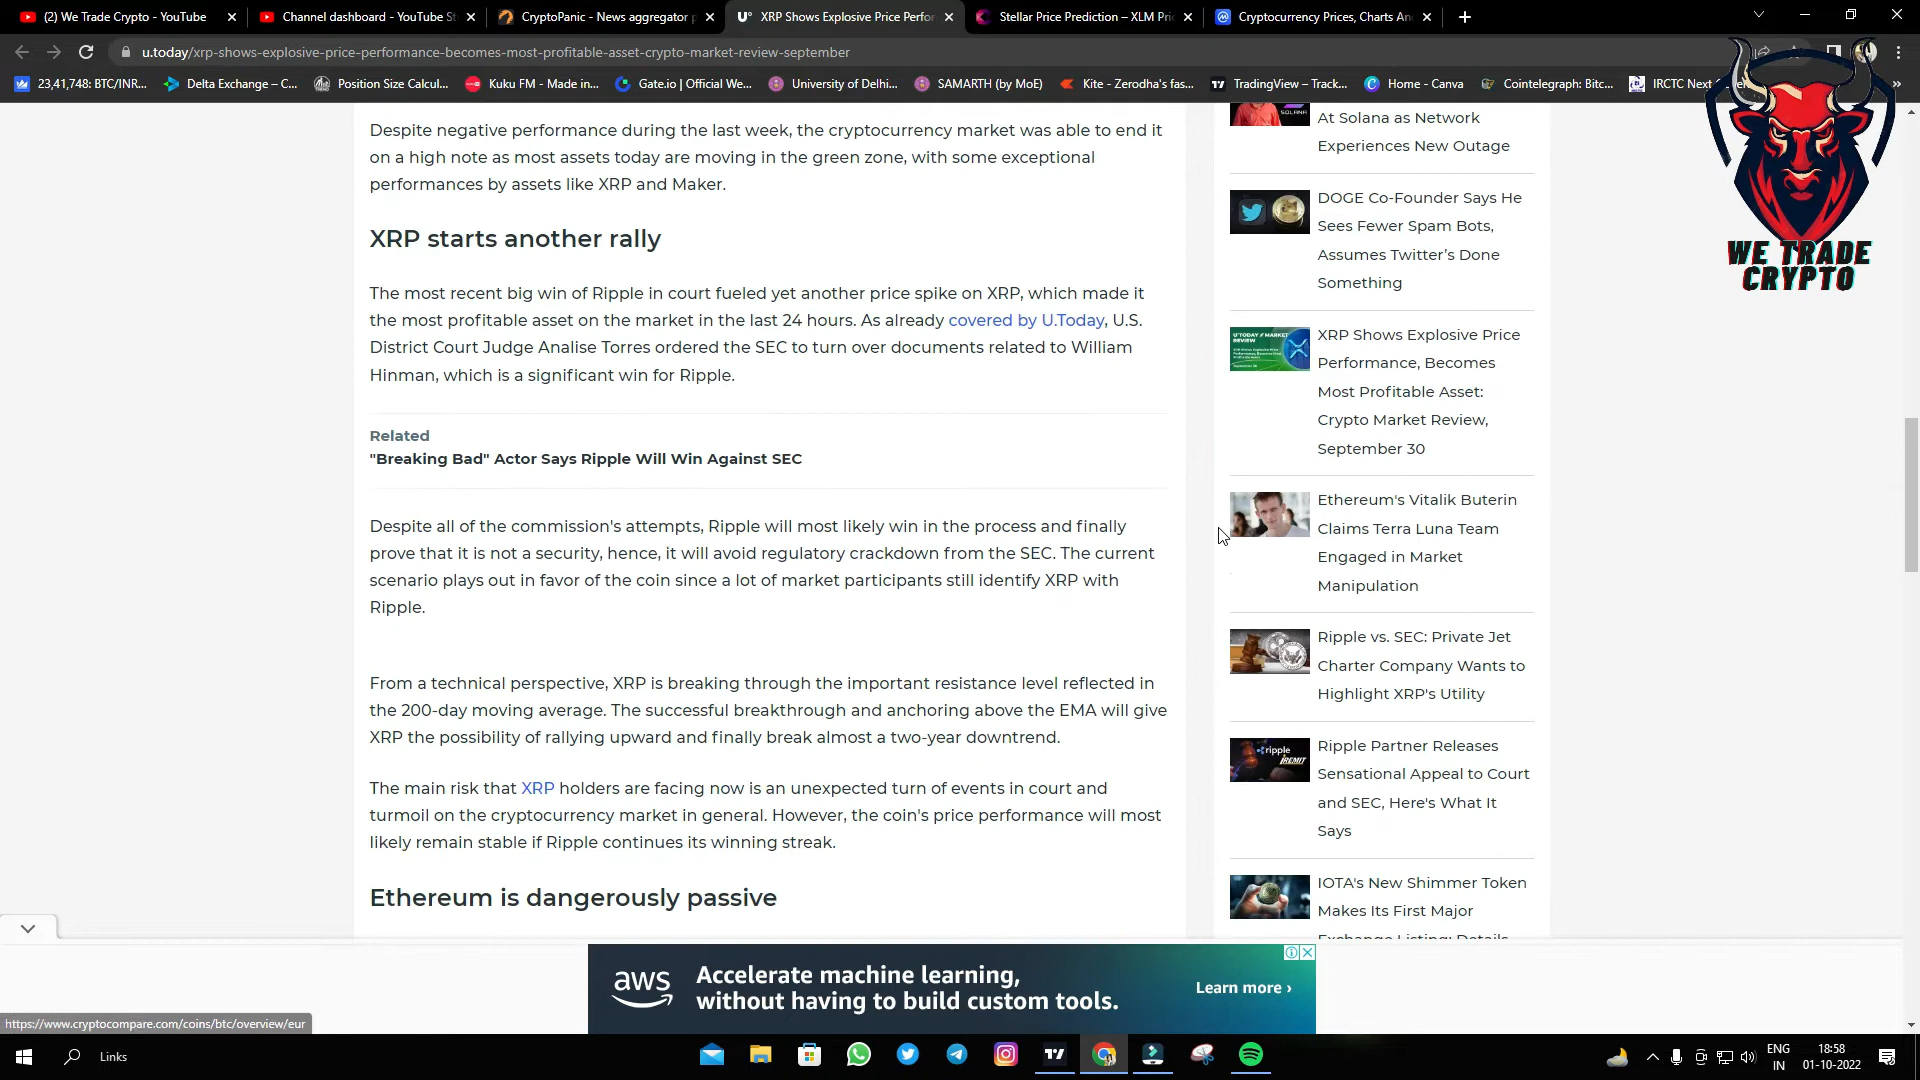 (2) We Trade Crypto - YouTube
Channel dashboard - YouTube St
CryptoPanic - News aggregator p
XRP Shows Explosive Price Perfor
Stellar Price Prediction – XLM Pri
Cryptocurrency Prices, Charts An
u.today/xrp-shows-explosive-price-performance-becomes-most-profitable-asset-crypto-market-review-september
23,41,748: BTC/INR...
Delta Exchange – C...
Position Size Calcul...
Kuku FM - Made in...
Gate.io | Official We...
University of Delhi...
SAMARTH (by MoE)
Kite - Zerodha's fas...
TradingView – Track...
Home - Canva
Cointelegraph: Bitc...
IRCTC Next
WE TRADE
CRYPTO
Despite negative performance during the last week, the cryptocurrency market was able to end it
on a high note as most assets today are moving in the green zone, with some exceptional
performances by assets like XRP and Maker.
XRP starts another rally
The most recent big win of Ripple in court fueled yet another price spike on XRP, which made it
the most profitable asset on the market in the last 24 hours. As already covered by U.Today, U.S.
District Court Judge Analise Torres ordered the SEC to turn over documents related to William
Hinman, which is a significant win for Ripple.
Related
"Breaking Bad" Actor Says Ripple Will Win Against SEC
Despite all of the commission's attempts, Ripple will most likely win in the process and finally
prove that it is not a security, hence, it will avoid regulatory crackdown from the SEC. The current
scenario plays out in favor of the coin since a lot of market participants still identify XRP with
Ripple.
From a technical perspective, XRP is breaking through the important resistance level reflected in
the 200-day moving average. The successful breakthrough and anchoring above the EMA will give
XRP the possibility of rallying upward and finally break almost a two-year downtrend.
The main risk that XRP holders are facing now is an unexpected turn of events in court and
turmoil on the cryptocurrency market in general. However, the coin's price performance will most
likely remain stable if Ripple continues its winning streak.
Ethereum is dangerously passive
SOLANA
At Solana as Network
Experiences New Outage
DOGE Co-Founder Says He
Sees Fewer Spam Bots,
Assumes Twitter's Done
Something
XRP Shows Explosive Price
Performance, Becomes
Most Profitable Asset:
Crypto Market Review,
September 30
Ethereum's Vitalik Buterin
Claims Terra Luna Team
Engaged in Market
Manipulation
Ripple vs. SEC: Private Jet
Charter Company Wants to
Highlight XRP's Utility
ripple
Ripple Partner Releases
Sensational Appeal to Court
and SEC, Here's What It
Says
IOTA's New Shimmer Token
Makes Its First Major
Exchange Listing: Details
aws
Accelerate machine learning,
without having to build custom tools.
Learn more ›
https://www.cryptocompare.com/coins/btc/overview/eur
Links
ENG
IN
18:58
01-10-2022